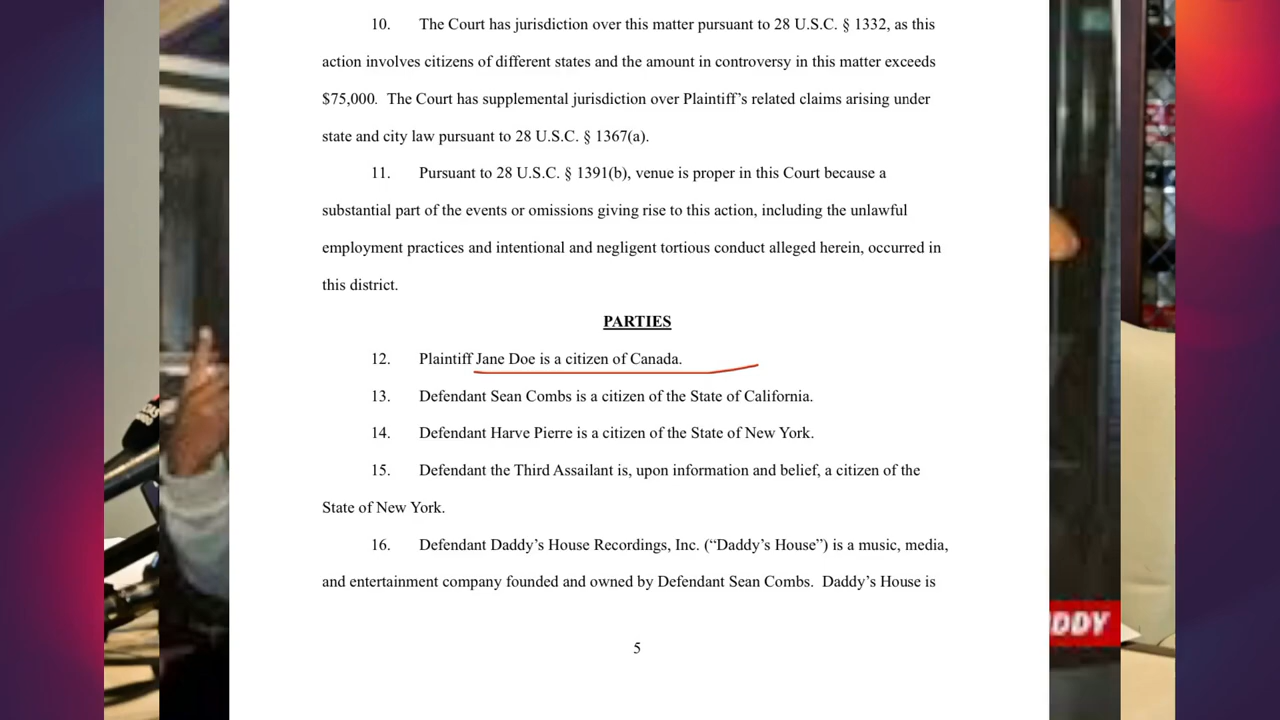 10. The Court has jurisdiction over this matter pursuant to 28 U.S.C. § 1332, as this
action involves citizens of different states and the amount in controversy in this matter exceeds
$75,000. The Court has supplemental jurisdiction over Plaintiff’s related claims arising under
state and city law pursuant to 28 U.S.C. § 1367(a).
11. Pursuant to 28 U.S.C. § 1391(b), venue is proper in this Court because a
substantial part of the events or omissions giving rise to this action, including the unlawful
employment practices and intentional and negligent tortious conduct alleged herein, occurred in
this district.
PARTIES
12. Plaintiff Jane Doe is a citizen of Canada.
13. Defendant Sean Combs is a citizen of the State of California.
14. Defendant Harve Pierre is a citizen of the State of New York.
15. Defendant the Third Assailant is, upon information and belief, a citizen of the
State of New York.
16. Defendant Daddy’s House Recordings, Inc. (“Daddy’s House”) is a music, media,
and entertainment company founded and owned by Defendant Sean Combs. Daddy’s House is
5
DDY